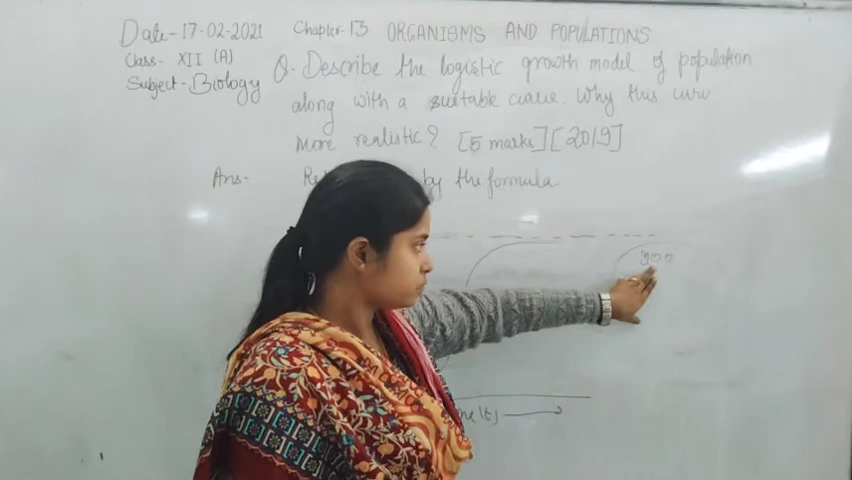 Date- 17-02-2021 Chapter-13 ORGANISMS AND POPULATIONS
Class- XII (A)
Subject- Biology
Q. Describe the logistic growth model of population
along with a suitable curve. Why this curv
More realistic? [5 marks] [2019]
Ans- by the formula
(t)